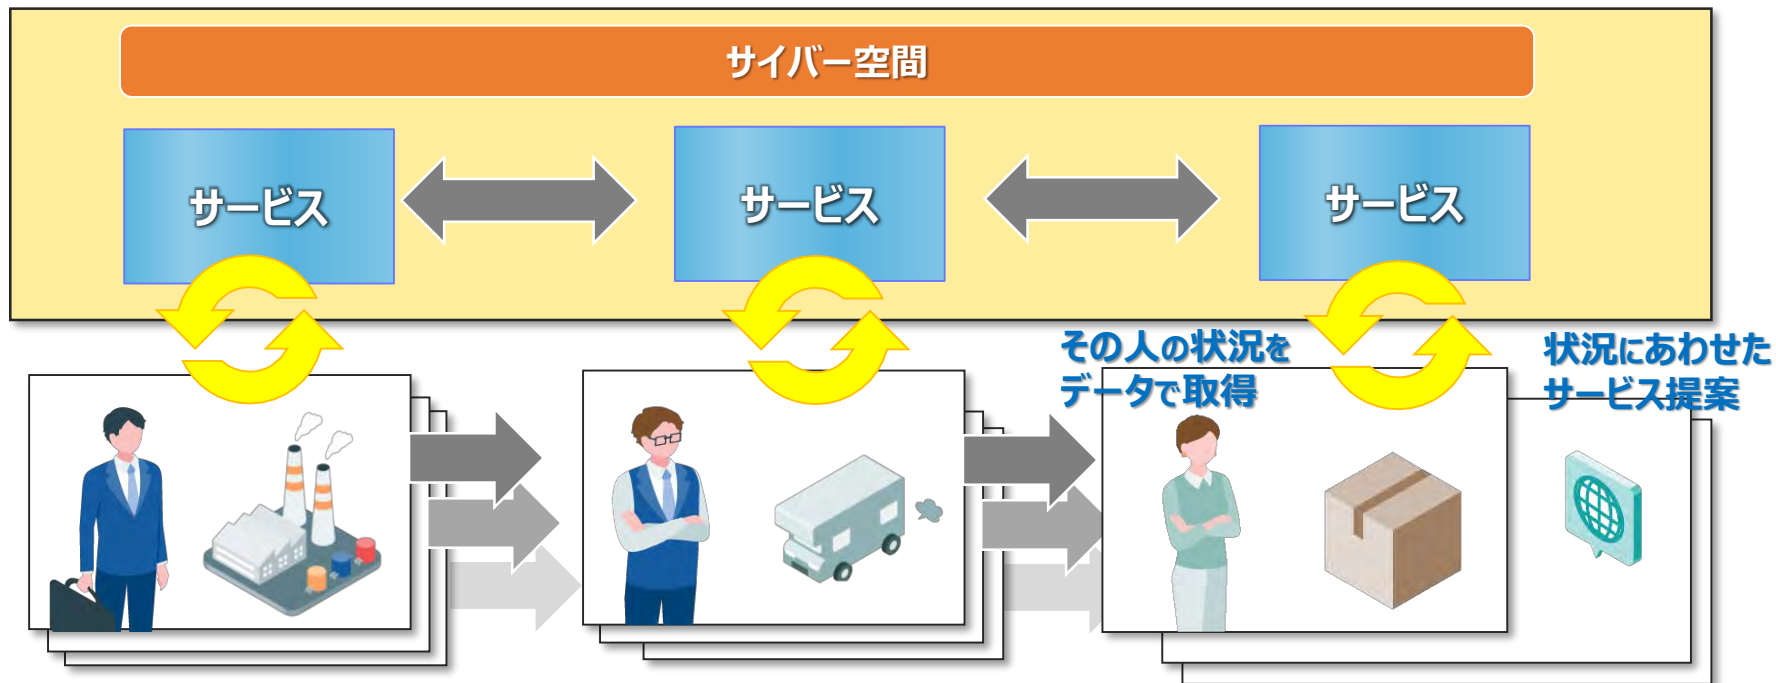 サイバー空間
サービス
サービス
サービス
その人の状況を
データで取得
状況にあわせた
サービス提案